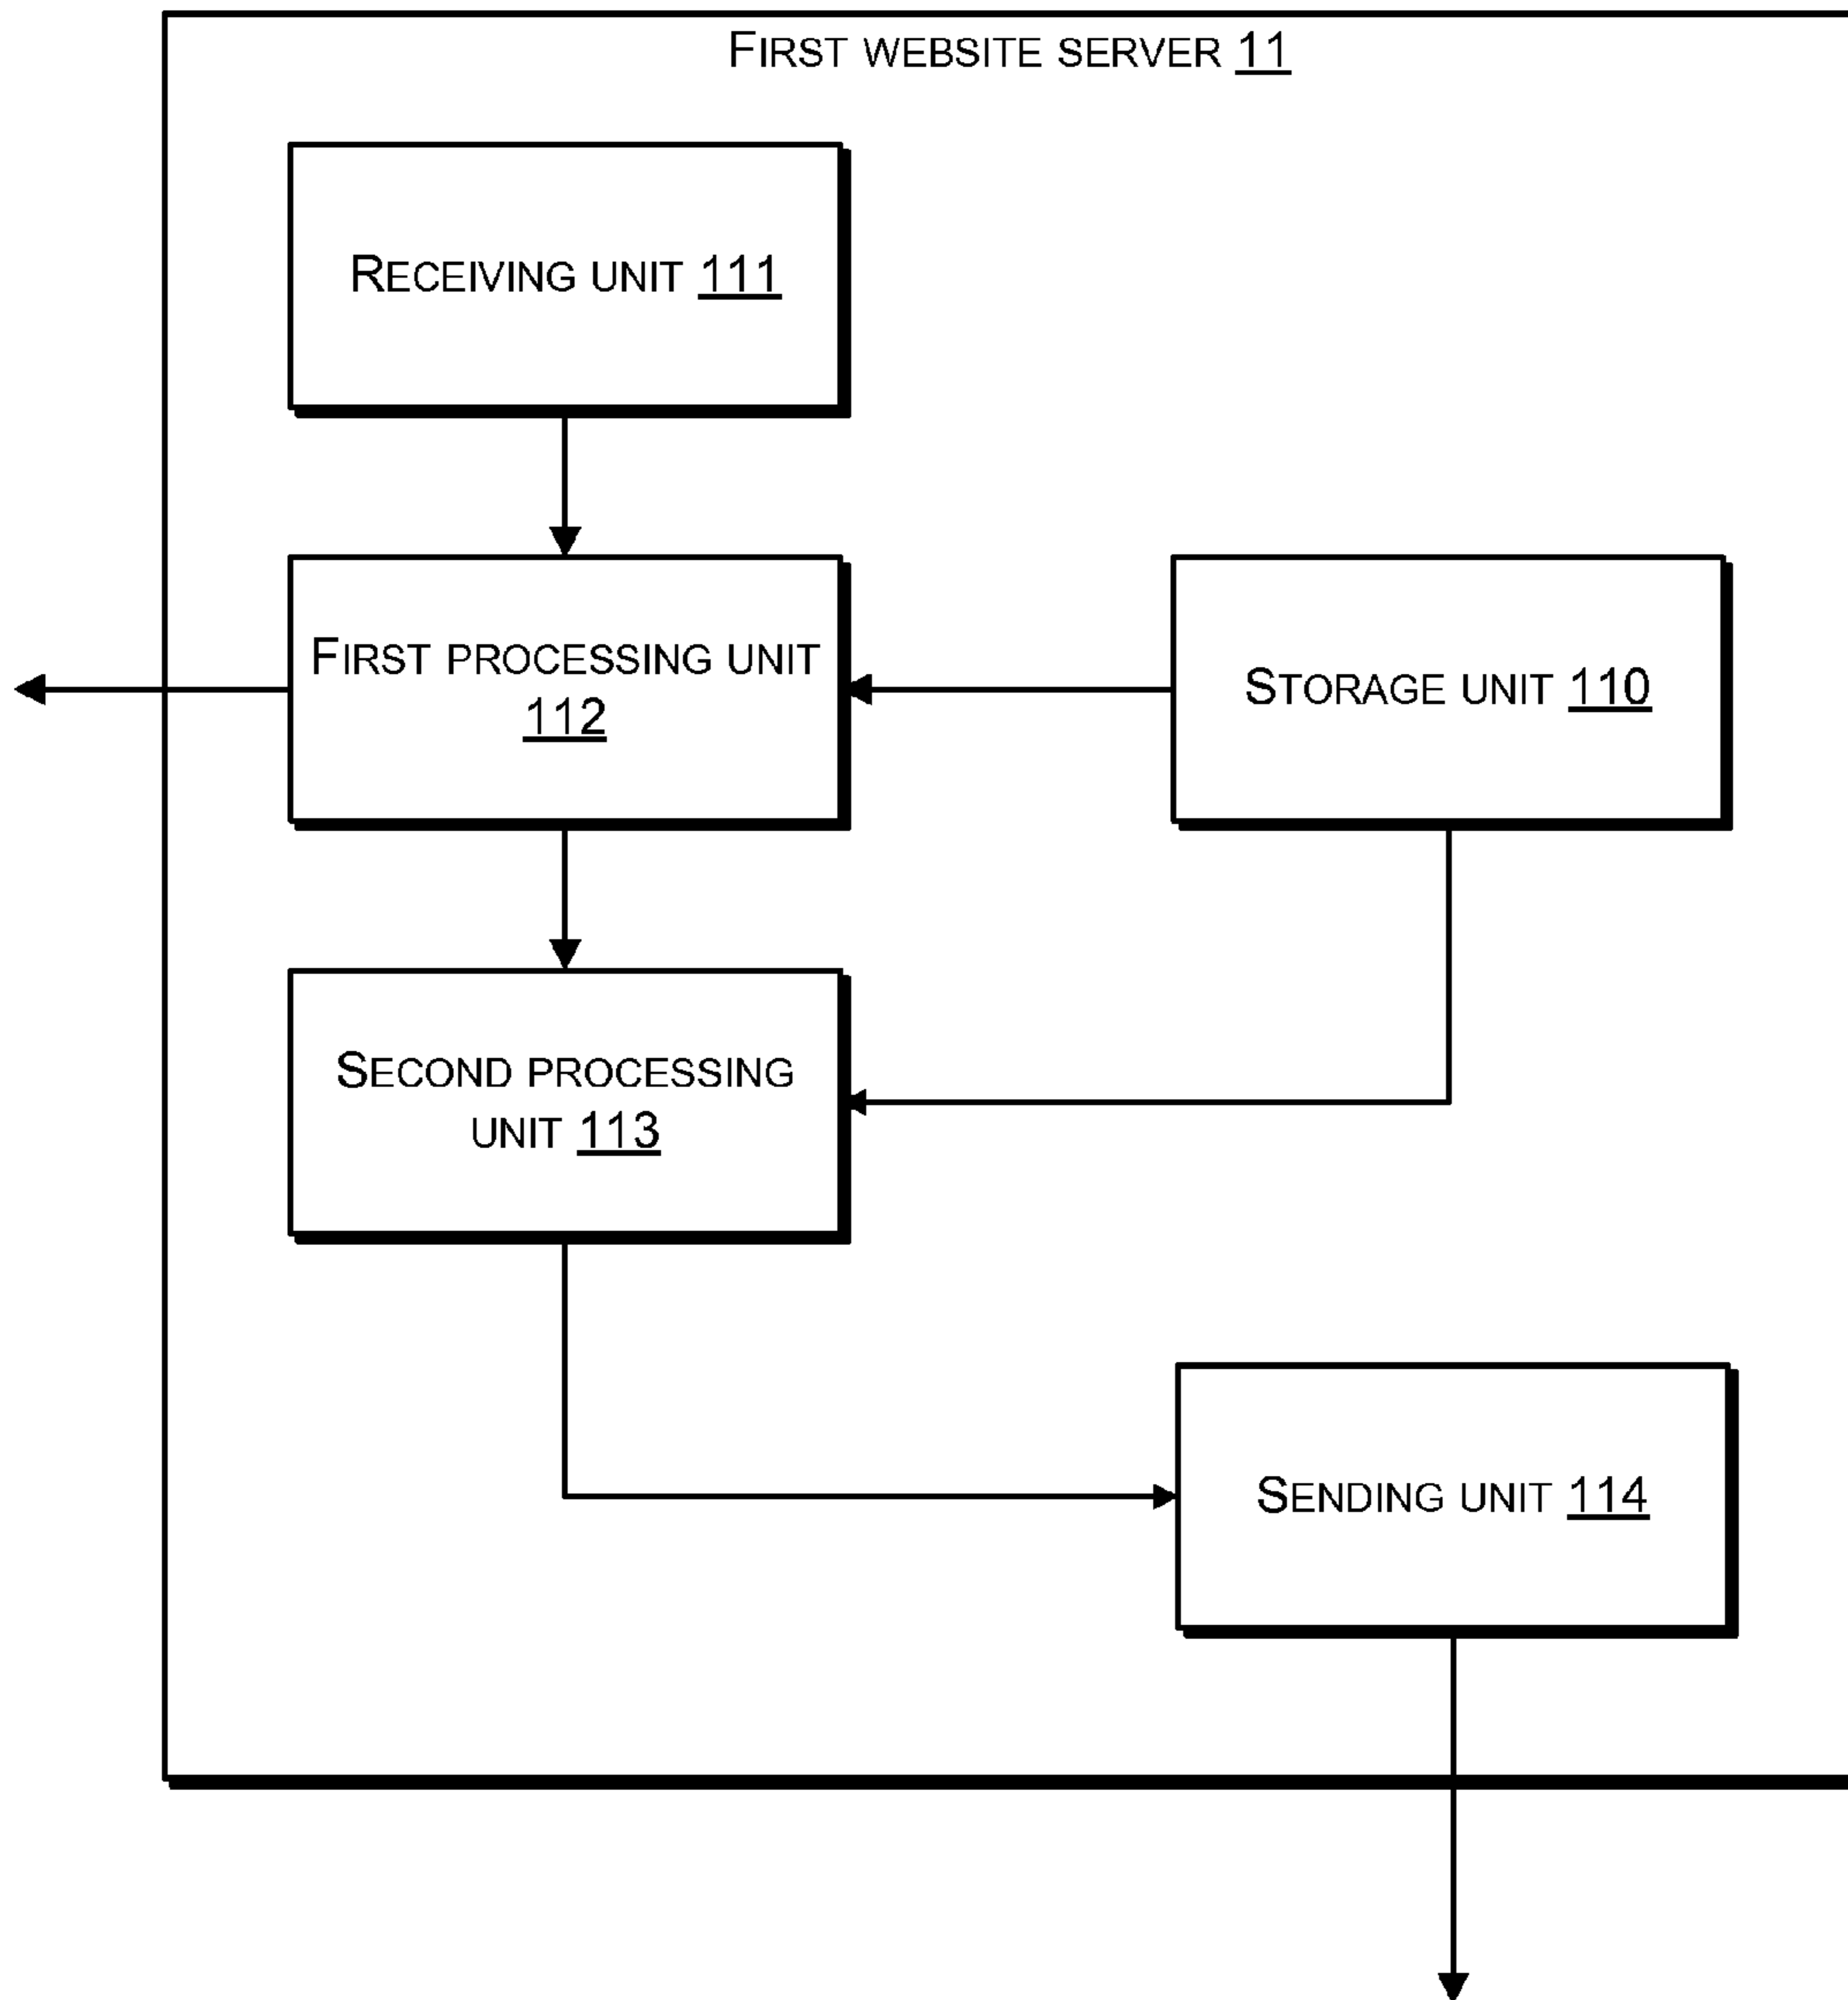 FIRST WEBSITE SERVER 11
RECEIVING UNIT 111
FIRST PROCESSING UNIT
112
STORAGE UNIT 110
SECOND PROCESSING
UNIT 113
SENDING UNIT 114